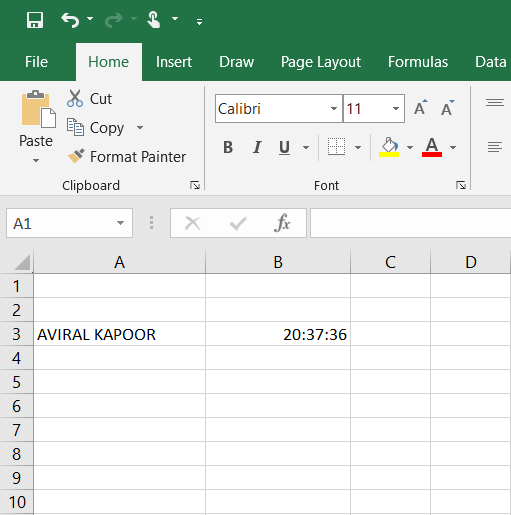 File Home Insert Draw Page Layout Formulas Data
Paste
Cut
Copy
Format Painter
Clipboard
Calibri 11
B I U A
Font
A1 fx
A B C D
1
2
3 AVIRAL KAPOOR 20:37:36
4
5
6
7
8
9
10